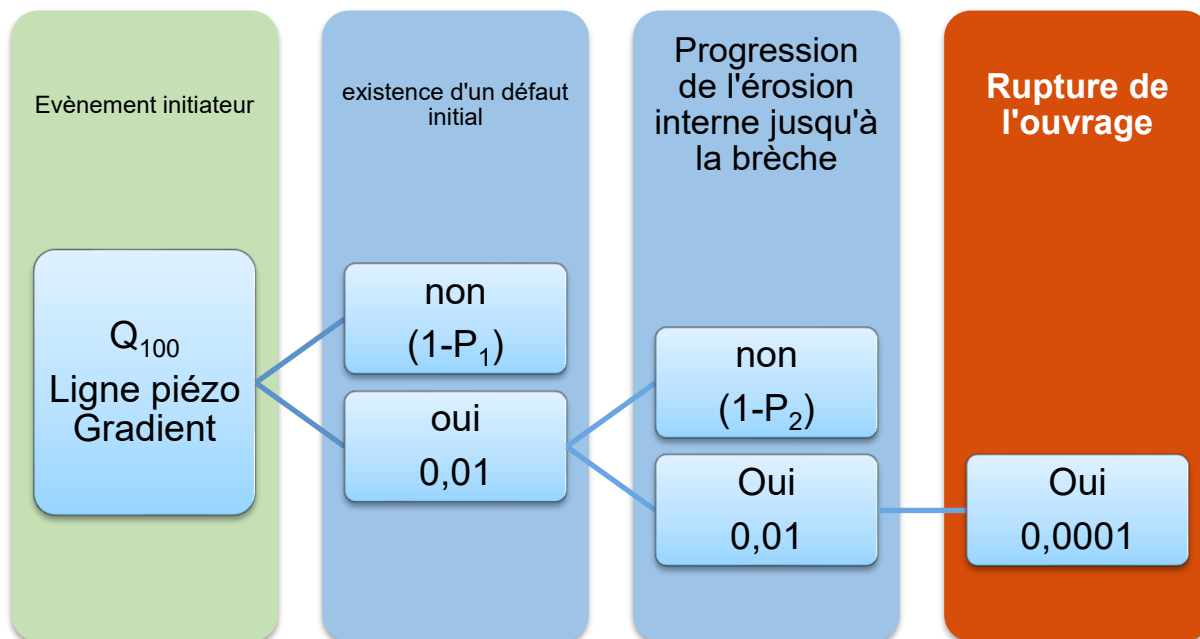 Evènement initiateur
existence d'un défaut
initial
Progression
de l'érosion
interne jusqu'à
la brèche
Rupture de
l'ouvrage
Q₁₀₀
Ligne piézo
Gradient
non
(1-P₁)
oui
0,01
non
(1-P₂)
Oui
0,01
Oui
0,0001